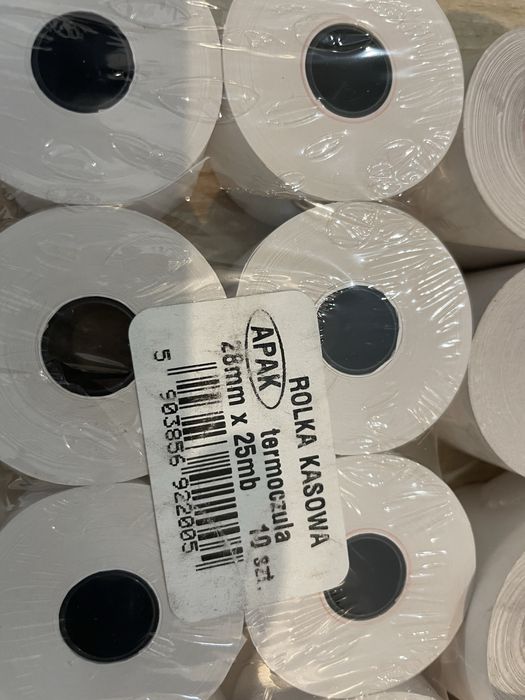 ROLKA KASOWA
APAK termoczuła 10 szt.
28mm x 25mb
5 903856 922005